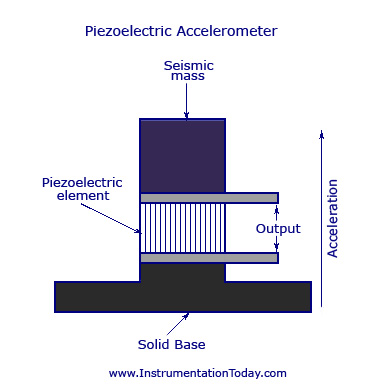 Piezoelectric Accelerometer
Seismic
mass
Piezoelectric
element
Output
Acceleration
Solid Base
www.InstrumentationToday.com